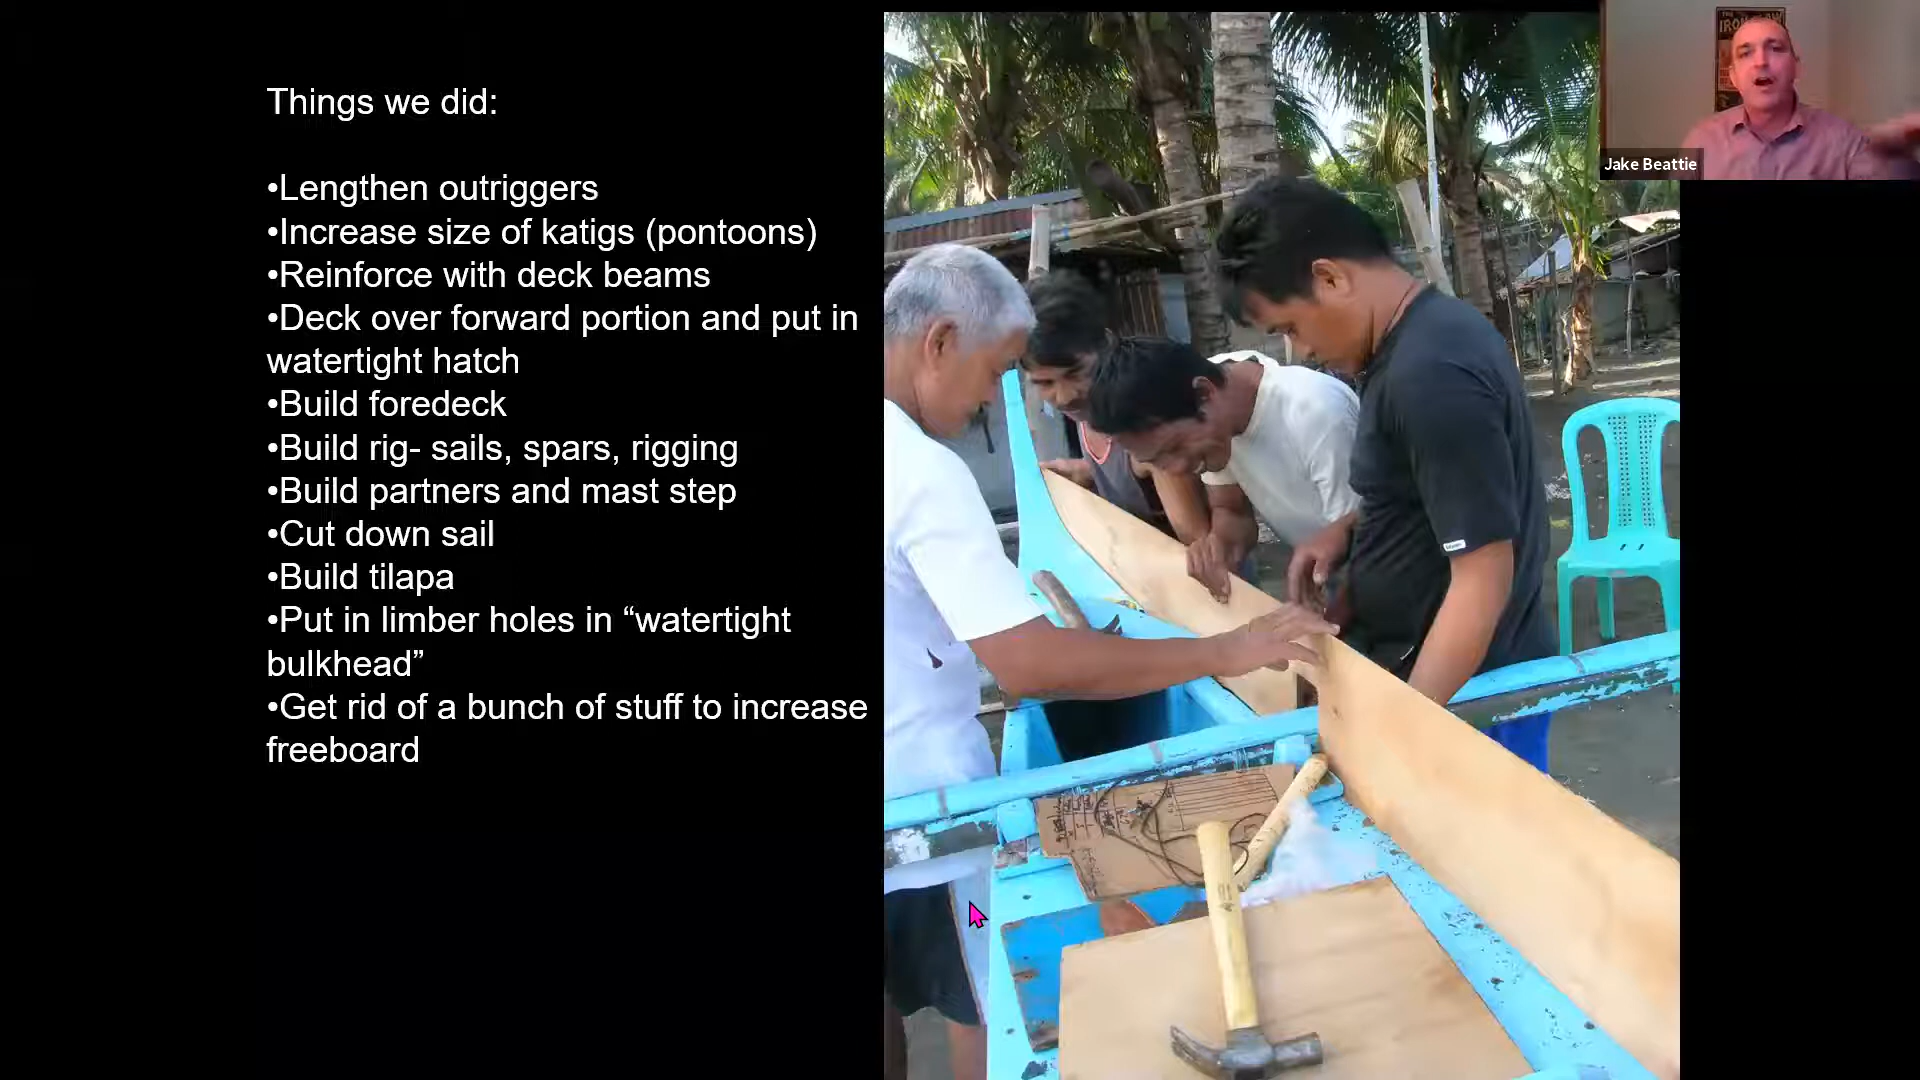 Things we did:
•Lengthen outriggers
•Increase size of katigs (pontoons)
•Reinforce with deck beams
•Deck over forward portion and put in
watertight hatch
•Build foredeck
•Build rig- sails, spars, rigging
•Build partners and mast step
•Cut down sail
•Build tilapa
•Put in limber holes in “watertight
bulkhead”
•Get rid of a bunch of stuff to increase
freeboard
Jake Beattie